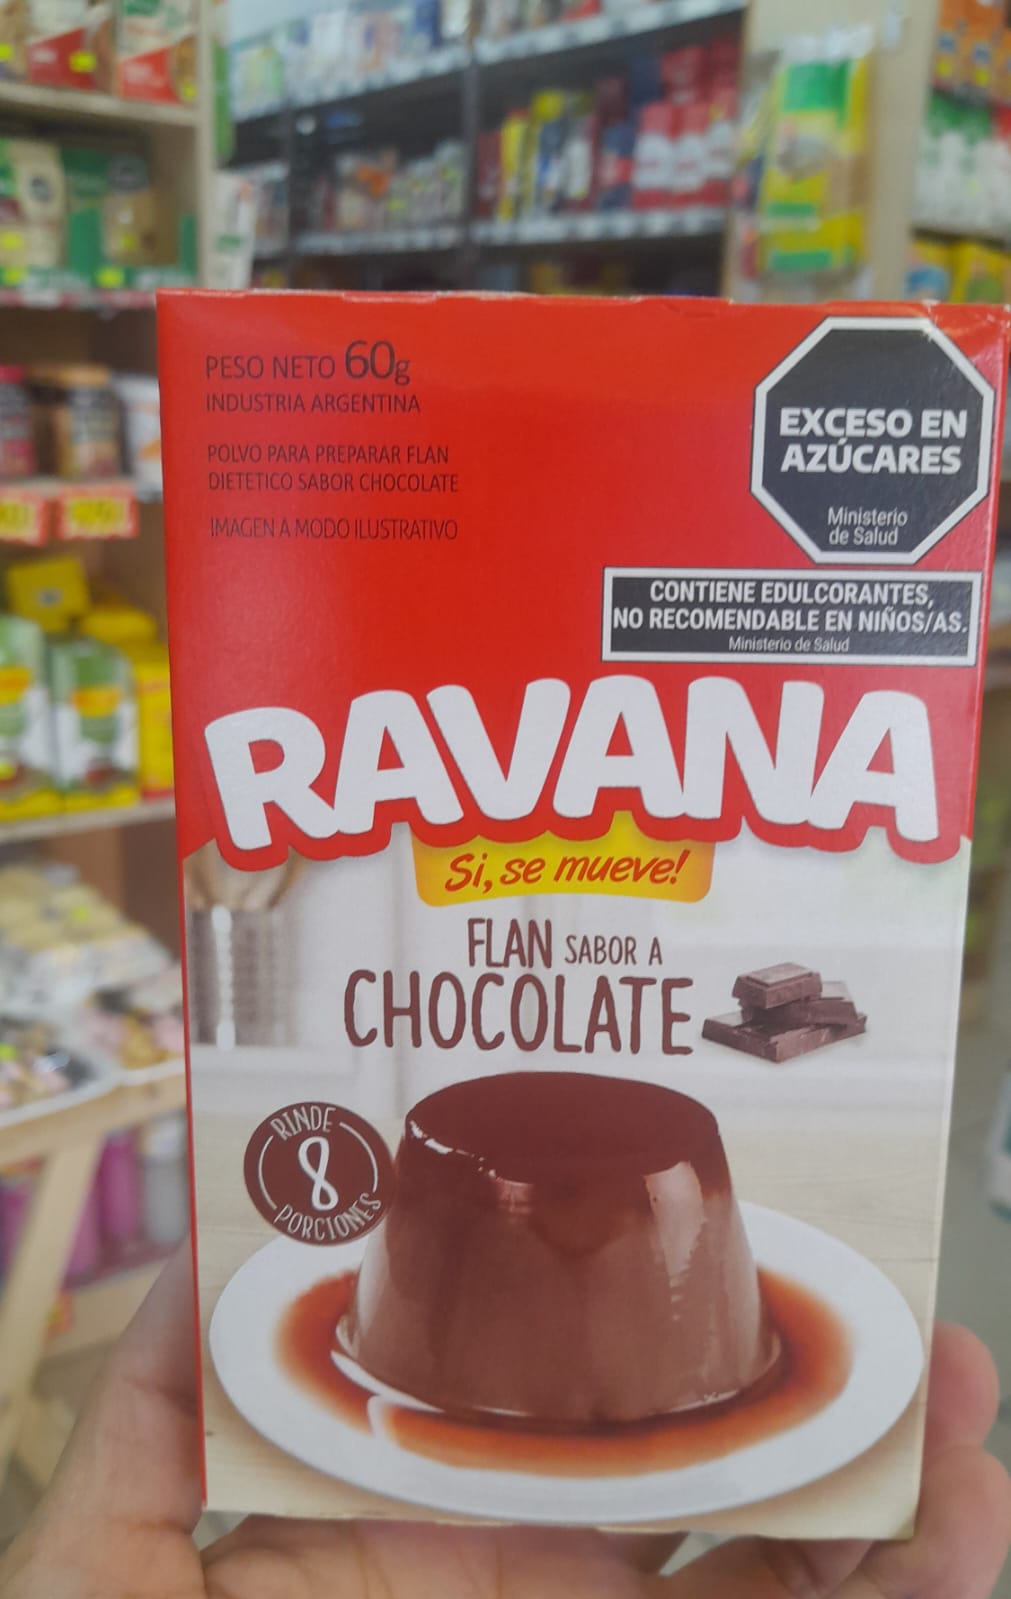 PESO NETO 60g
INDUSTRIA ARGENTINA
POLVO PARA PREPARAR FLAN
DIETETICO SABOR CHOCOLATE
IMAGEN A MODO ILUSTRATIVO
EXCESO EN
AZÚCARES
Ministerio
de Salud
CONTIENE EDULCORANTES,
NO RECOMENDABLE EN NIÑOS/AS.
Ministerio de Salud
RAVANA
Si, se mueve!
FLAN SABOR A
CHOCOLATE
RINDE
8
PORCIONES